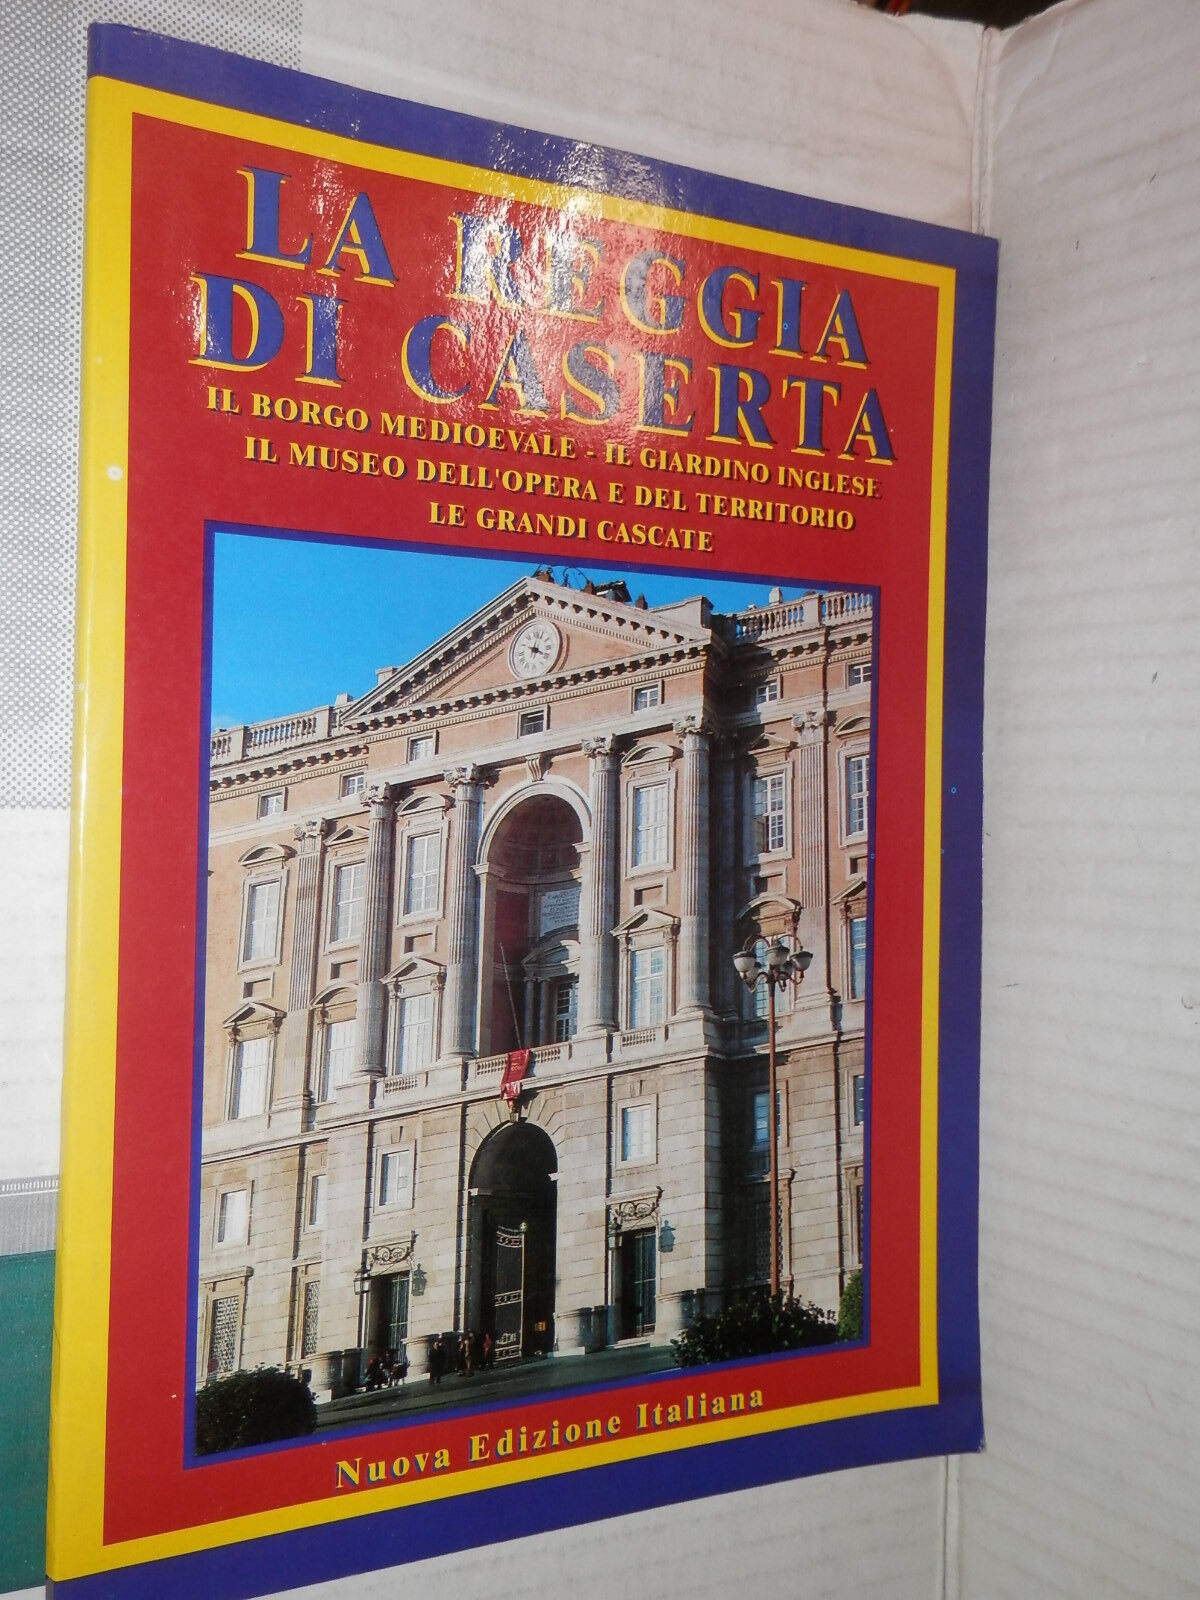 LA REGGIA
DI CASERTA
IL BORGO MEDIOEVALE - IL GIARDINO INGLESE
IL MUSEO DELL'OPERA E DEL TERRITORIO
LE GRANDI CASCATE
Nuova Edizione Italiana